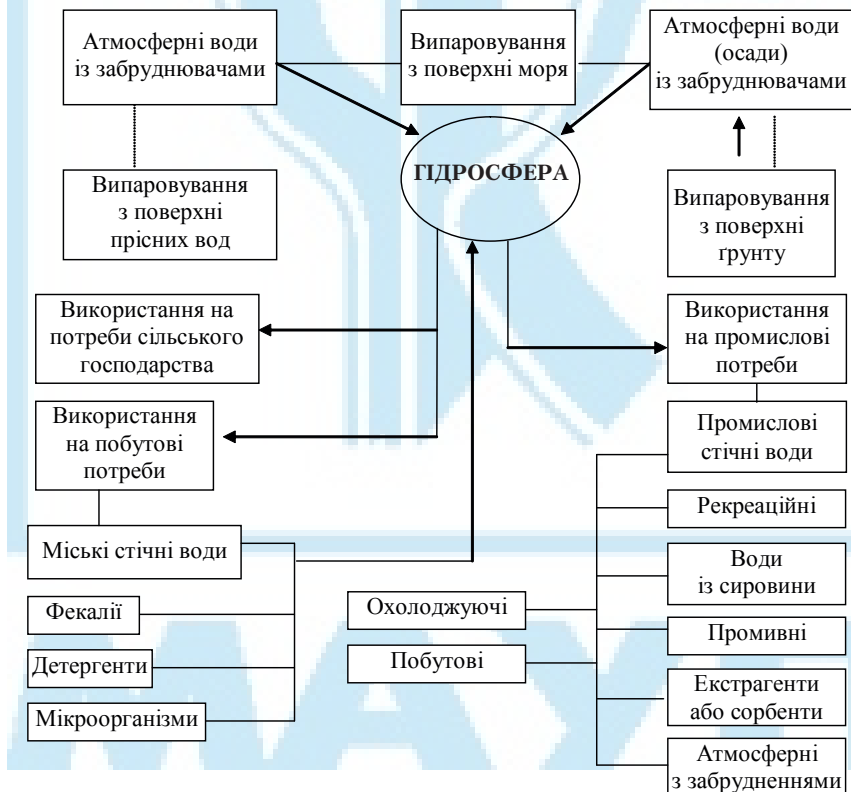 Атмосферні води
із забруднювачами
Випаровування
з поверхні моря
Атмосферні води
(осади)
із забруднювачами
ГІДРОСФЕРА
Випаровування
з поверхні
прісних вод
Випаровування
з поверхні
ґрунту
Використання на
потреби сільського
господарства
Використання
на промислові
потреби
Використання
на побутові
потреби
Промислові
стічні води
Міські стічні води
Рекреаційні
Води
із сировини
Фекалії
Охолоджуючі
Промивні
Детергенти
Побутові
Екстрагенти
або сорбенти
Мікроорганізми
Атмосферні
з забрудненнями